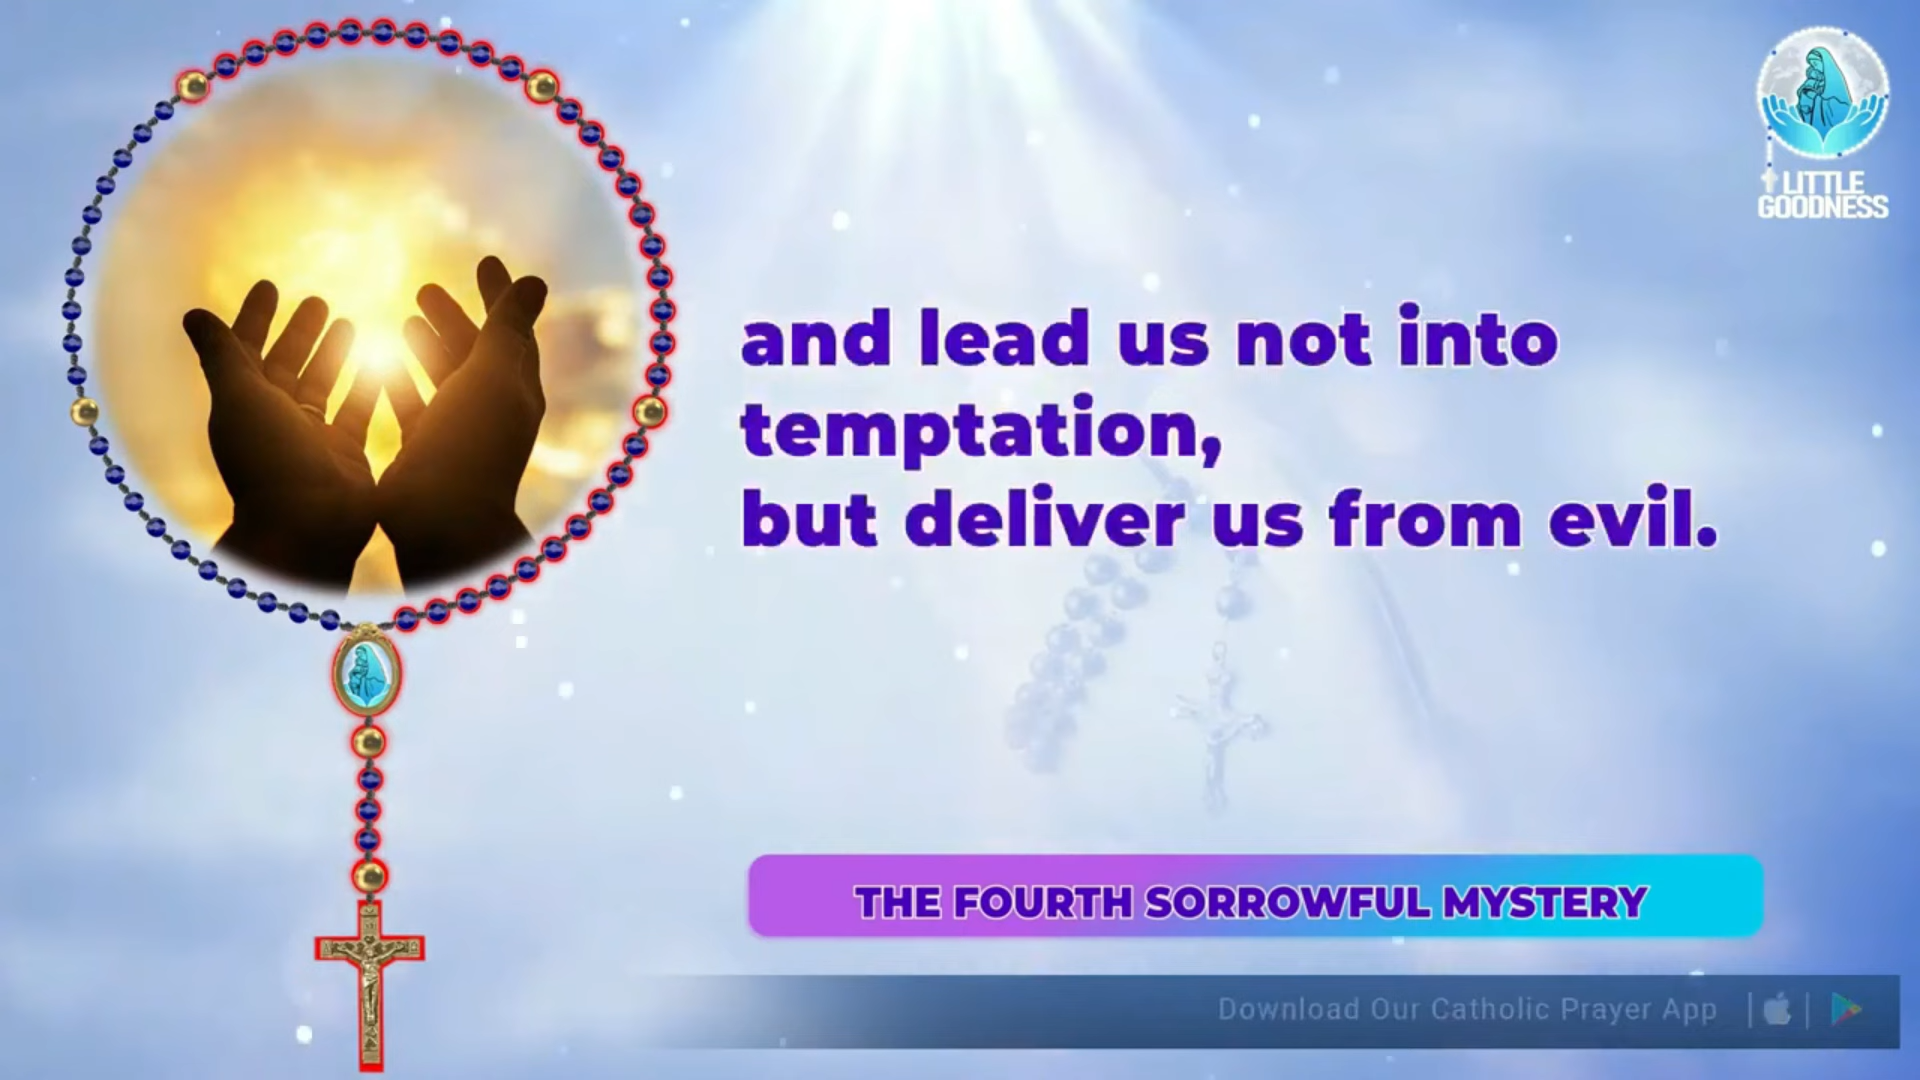 LITTLE
GOODNESS
and lead us not into
temptation,
but deliver us from evil.
THE FOURTH SORROWFUL MYSTERY
Download Our Catholic Prayer App